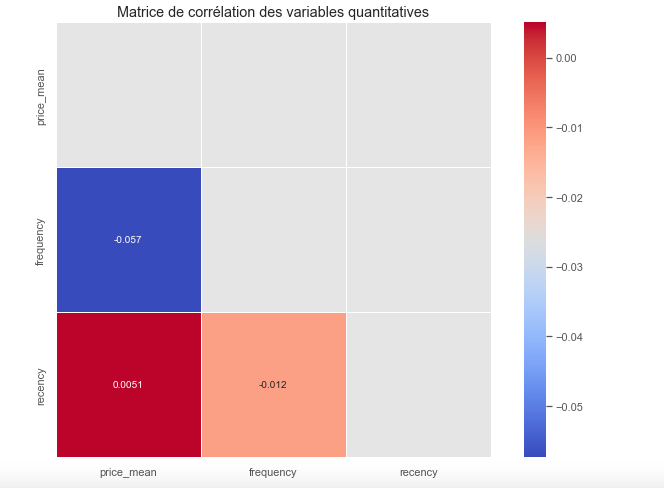 Matrice de corrélation des variables quantitatives
price_mean
frequency
recency
-0.057
0.0051
-0.012
price_mean
frequency
recency
0.00
−0.01
−0.02
−0.03
−0.04
−0.05